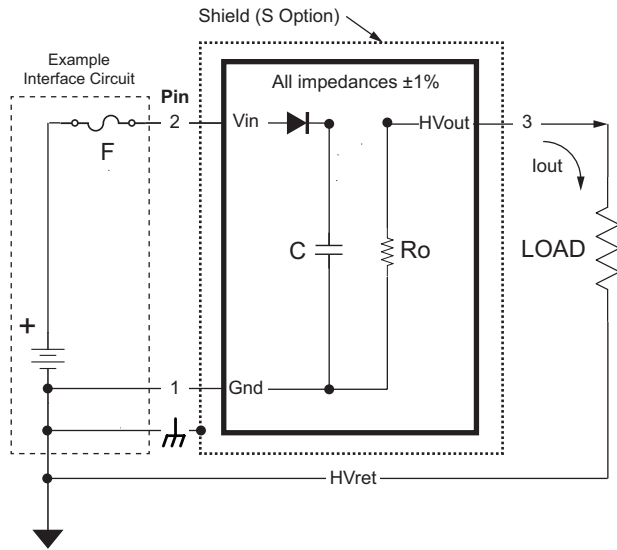 Shield (S Option)
Example
Interface Circuit
All impedances ±1%
Pin
2
Vin
HVout
3
F
Iout
C
Ro
LOAD
+
1
Gnd
HVret